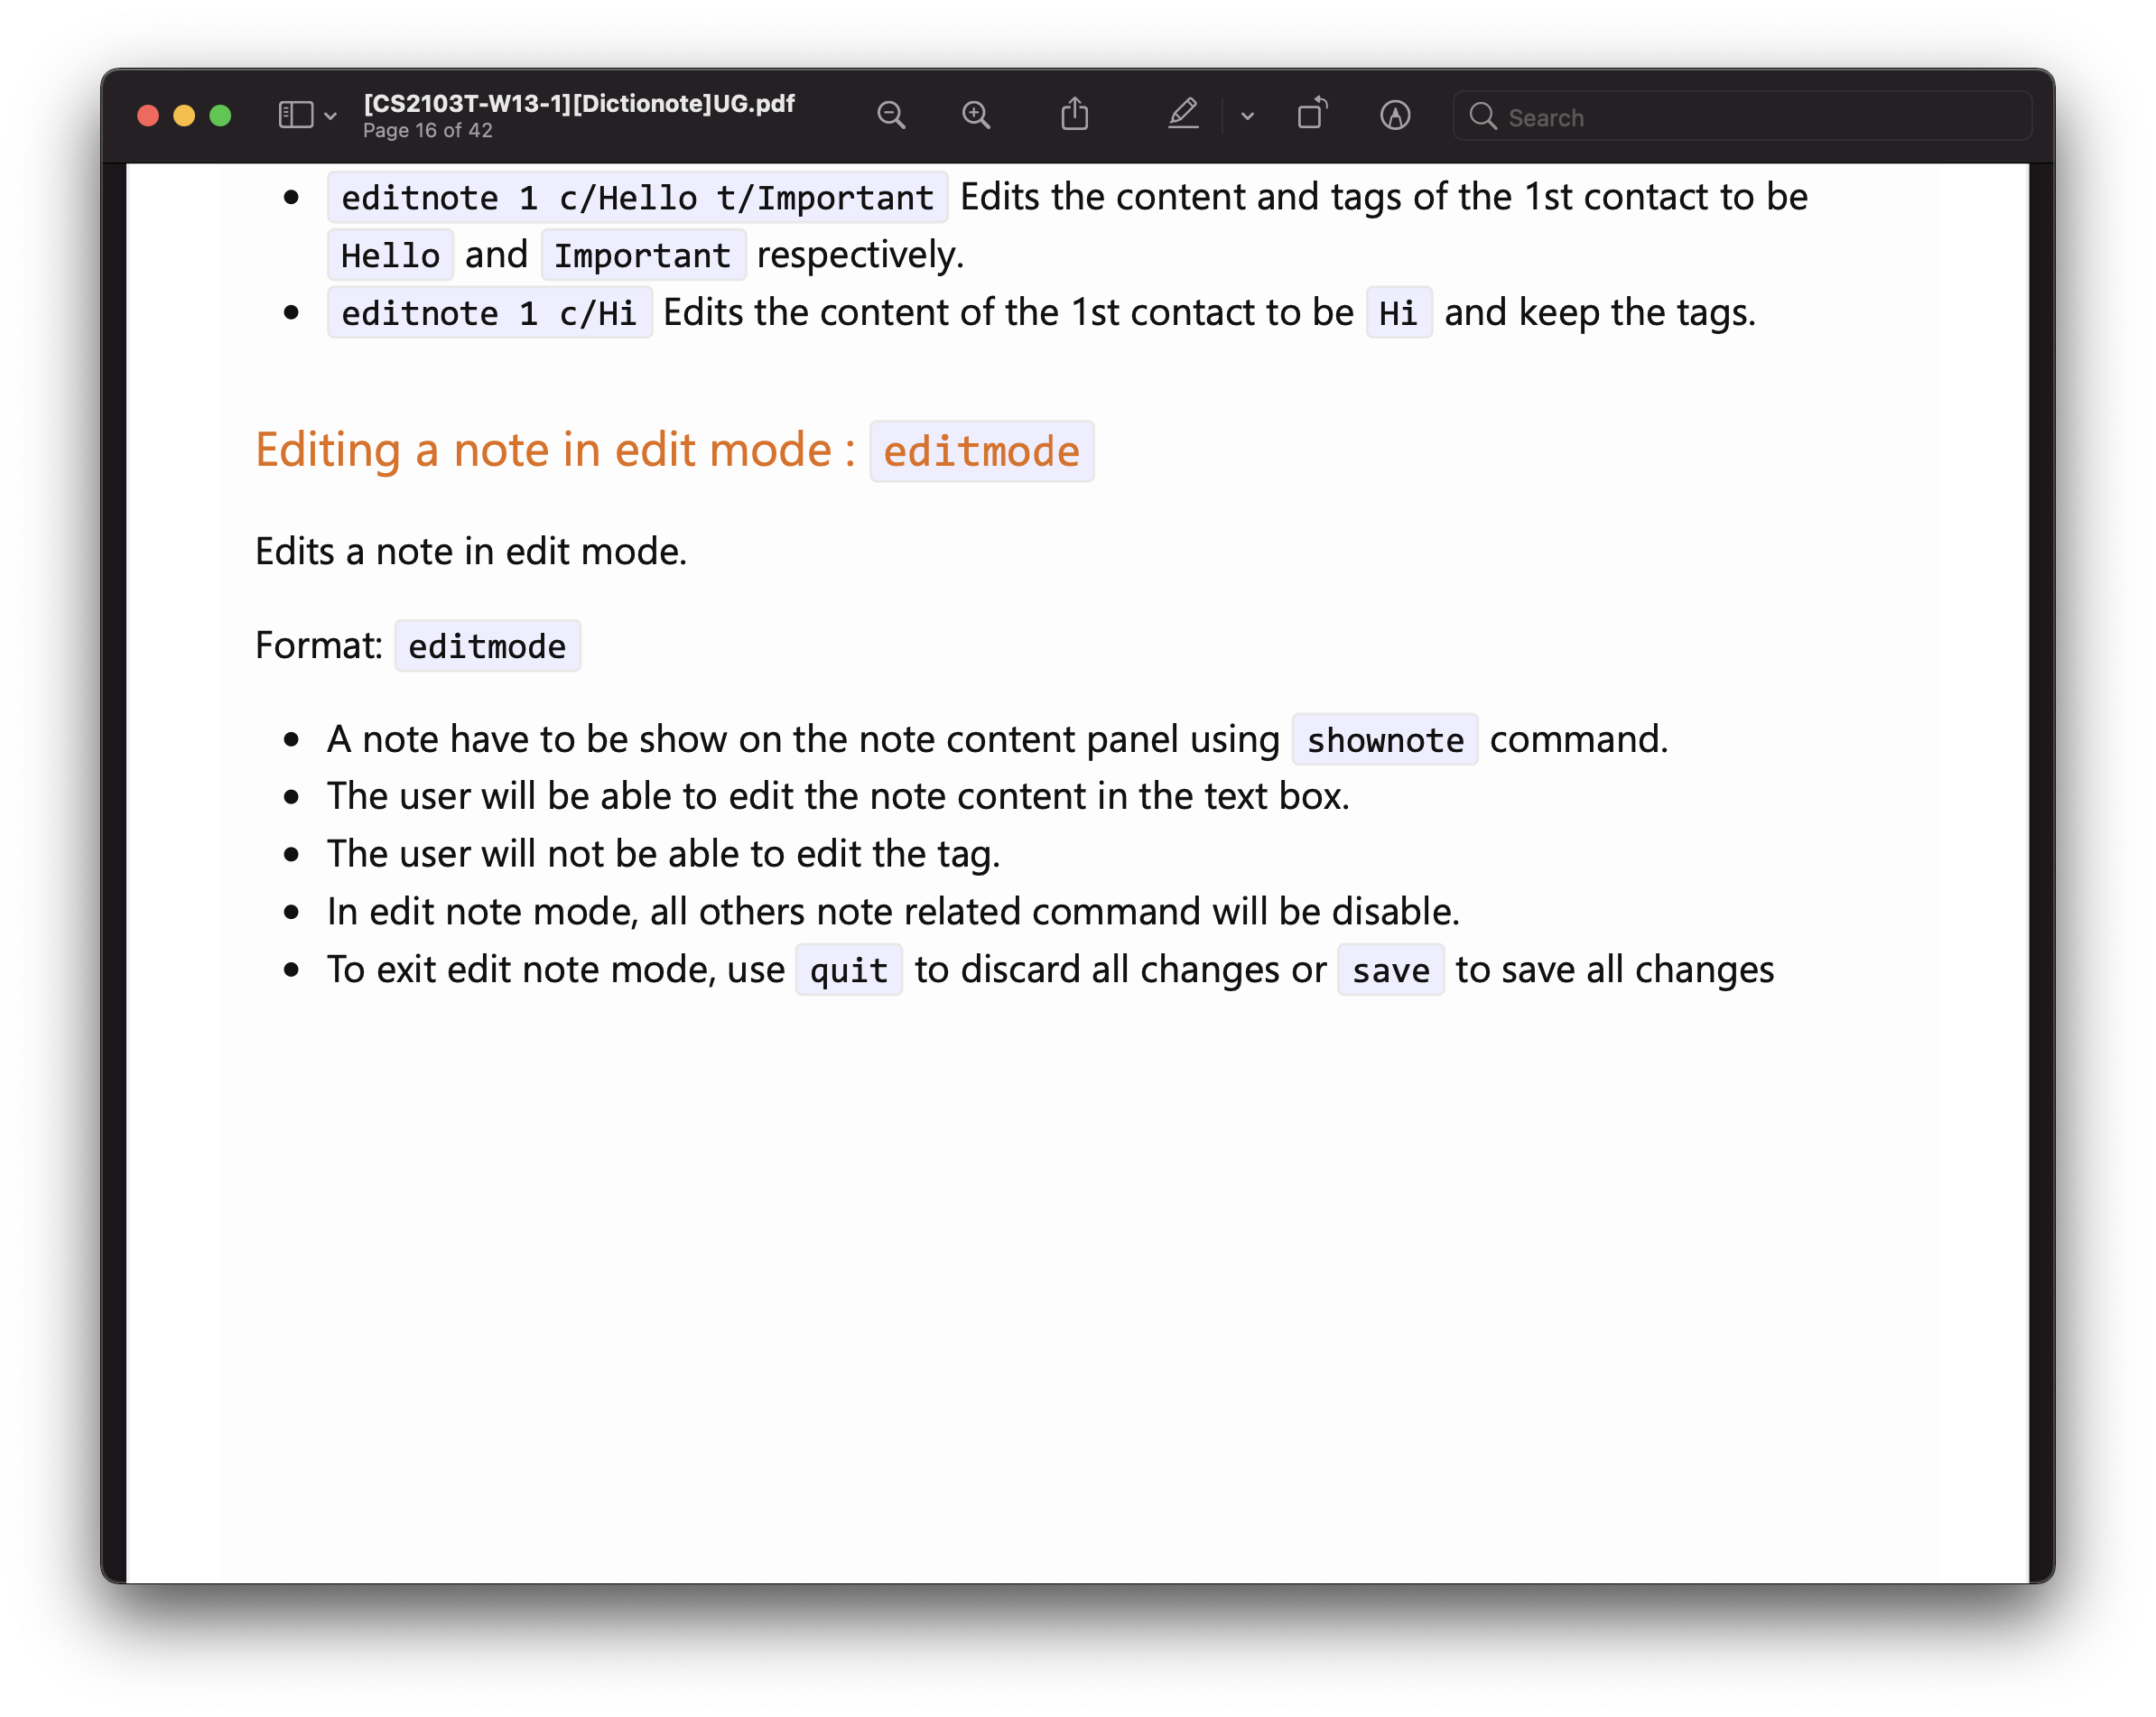 [CS2103T-W13-1][Dictionote]UG.pdf
Page 16 of 42
Search
editnote 1 c/Hello t/Important Edits the content and tags of the 1st contact to be
Hello and Important respectively.
editnote 1 c/Hi Edits the content of the 1st contact to be Hi and keep the tags.
Editing a note in edit mode : editmode
Edits a note in edit mode.
Format: editmode
A note have to be show on the note content panel using shownote command.
The user will be able to edit the note content in the text box.
The user will not be able to edit the tag.
In edit note mode, all others note related command will be disable.
To exit edit note mode, use quit to discard all changes or save to save all changes